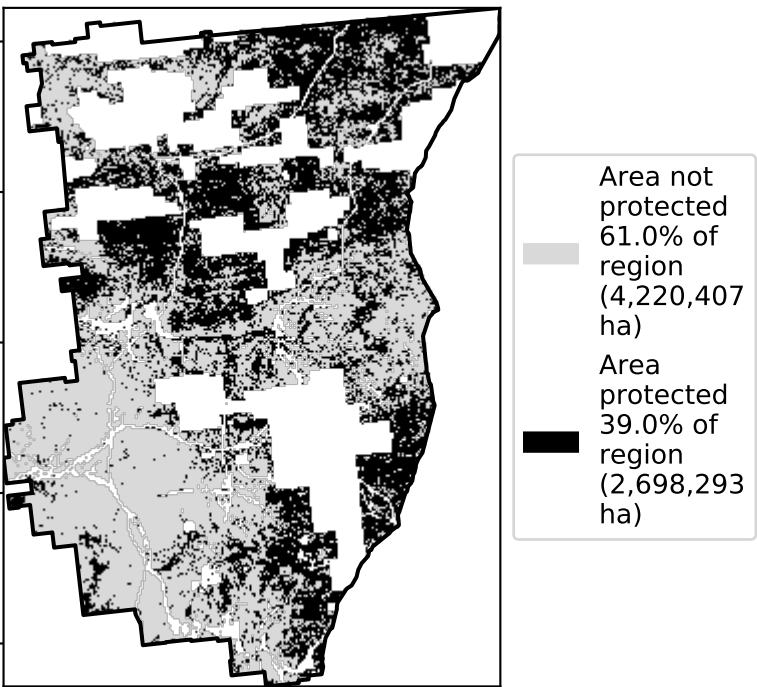 Area not
protected
61.0% of
region
(4,220,407
ha)
Area
protected
39.0% of
region
(2,698,293
ha)